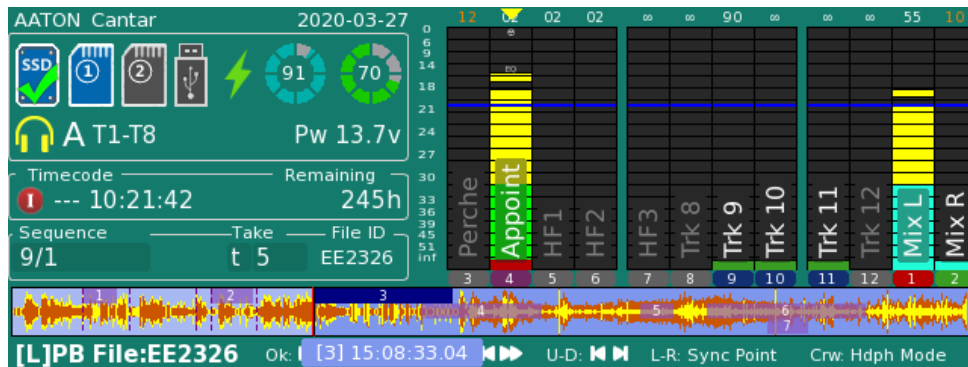 AATON Cantar 2020-03-27
SSD 1 2 91 70
A T1-T8 Pw 13.7v
Timecode Remaining
I --- 10:21:42 245h
Sequence Take File ID
9/1 t 5 EE2326
12 02 02 02 ∞ ∞ 90 ∞ ∞ ∞ 55 10
0
6
9
14
18
21
24
27
30
33
36
39
45
51
inf
EQ
Perche Appoint HF1 HF2 HF3 Trk 8 Trk 9 Trk 10 Trk 11 Trk 12 Mix L Mix R
3 4 5 6 7 8 9 10 11 12 1 2
1 2 3 4 5 6 7
[L]PB File:EE2326 Ok: [3] 15:08:33.04 U-D: L-R: Sync Point Crw: Hdph Mode